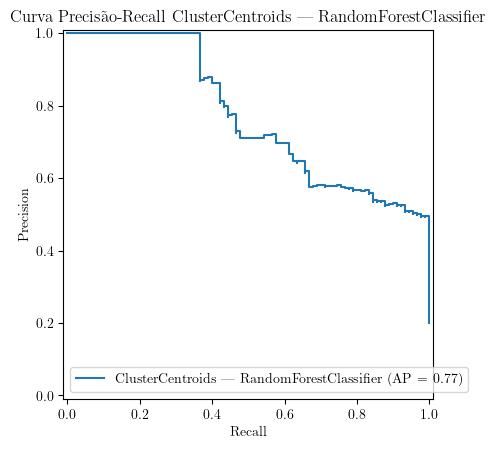 Curva Precisão-Recall ClusterCentroids — RandomForestClassifier
1.0
0.8
0.6
0.4
0.2
0.0
Precision
ClusterCentroids — RandomForestClassifier (AP = 0.77)
0.0 0.2 0.4 0.6 0.8 1.0
Recall